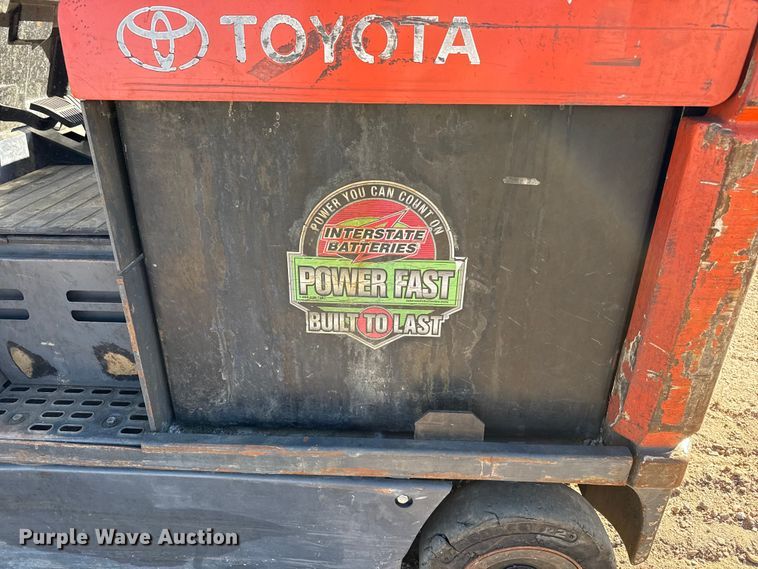 TOYOTA
POWER YOU CAN COUNT ON
INTERSTATE
BATTERIES
POWER FAST
BUILT TO LAST
Purple Wave Auction